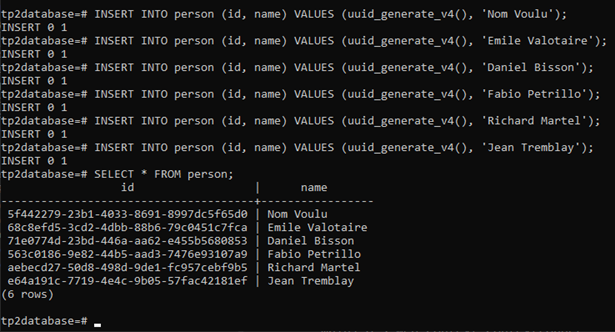 tp2database=# INSERT INTO person (id, name) VALUES (uuid_generate_v4(), 'Nom Voulu');
INSERT 0 1
tp2database=# INSERT INTO person (id, name) VALUES (uuid_generate_v4(), 'Emile Valotaire');
INSERT 0 1
tp2database=# INSERT INTO person (id, name) VALUES (uuid_generate_v4(), 'Daniel Bisson');
INSERT 0 1
tp2database=# INSERT INTO person (id, name) VALUES (uuid_generate_v4(), 'Fabio Petrillo');
INSERT 0 1
tp2database=# INSERT INTO person (id, name) VALUES (uuid_generate_v4(), 'Richard Martel');
INSERT 0 1
tp2database=# INSERT INTO person (id, name) VALUES (uuid_generate_v4(), 'Jean Tremblay');
INSERT 0 1
tp2database=# SELECT * FROM person;
id | name
--------------------------------------+-----------------
5f442279-23b1-4033-8691-8997dc5f65d0 | Nom Voulu
68c8efd5-3cd2-4dbb-88b6-79c0451c7fca | Emile Valotaire
71e0774d-23bd-446a-aa62-e455b5680853 | Daniel Bisson
563c0186-9e82-44b5-aad3-7476e93107a9 | Fabio Petrillo
aebecd27-50d8-498d-9de1-fc957cebf9b5 | Richard Martel
e64a191c-7719-4e4c-9b05-57fac42181ef | Jean Tremblay
(6 rows)
tp2database=#